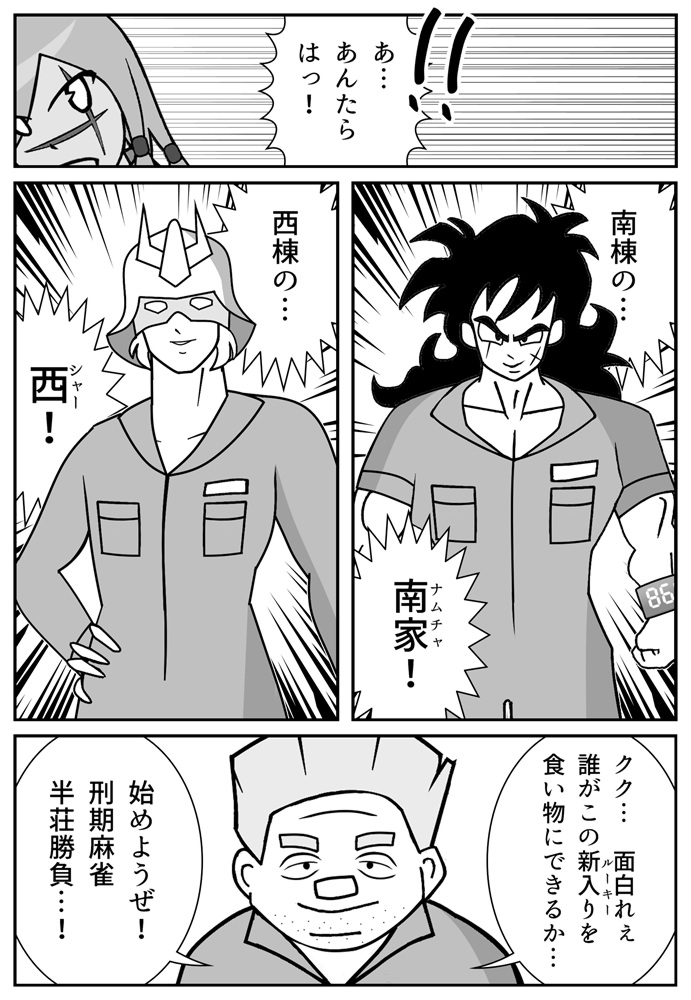 !!
あ…
あんたら
はっ！
南棟の…
南家！
ナムチャ
86
西棟の…
西！
シャー
クク…　面白れぇ
誰がこの新入りを
ルーキー
食い物にできるか…
始めようぜ！
刑期麻雀
半荘勝負…！